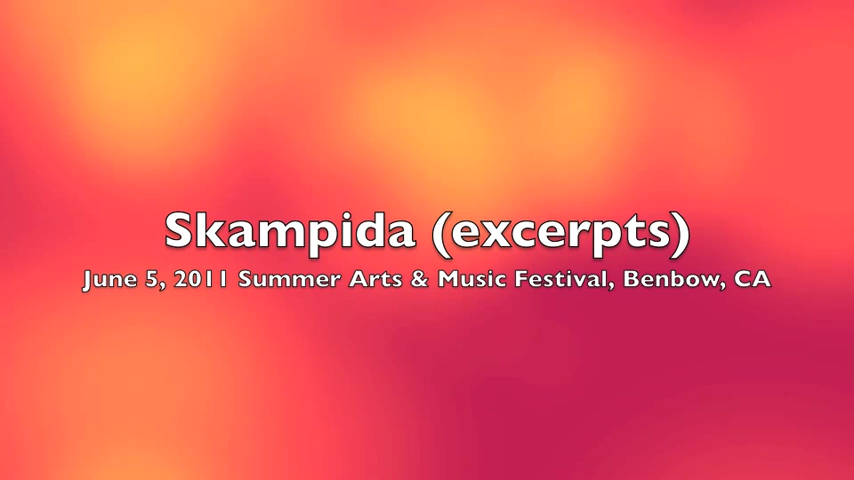 Skampida (excerpts)
June 5, 2011 Summer Arts & Music Festival, Benbow, CA